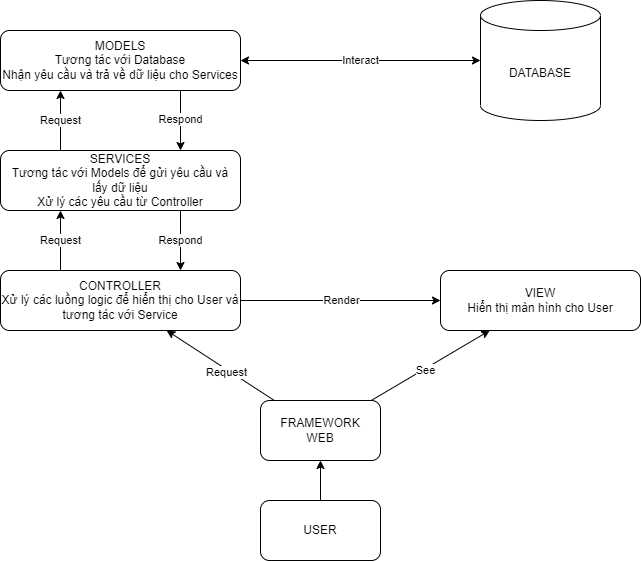 MODELS
Tương tác với Database
Nhận yêu cầu và trả về dữ liệu cho Services
Interact
DATABASE
Request
Respond
SERVICES
Tương tác với Models để gửi yêu cầu và
lấy dữ liệu
Xử lý các yêu cầu từ Controller
Request
Respond
CONTROLLER
Xử lý các luồng logic để hiển thị cho User và
tương tác với Service
Render
VIEW
Hiển thị màn hình cho User
Request
See
FRAMEWORK
WEB
USER